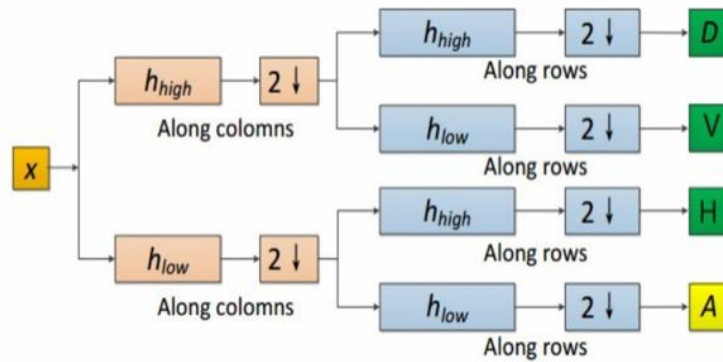 h_high 2 ↓ D
Along rows
h_high 2 ↓
Along colomns
h_low 2 ↓ V
Along rows
x
h_high 2 ↓ H
Along rows
h_low 2 ↓
Along colomns
h_low 2 ↓ A
Along rows